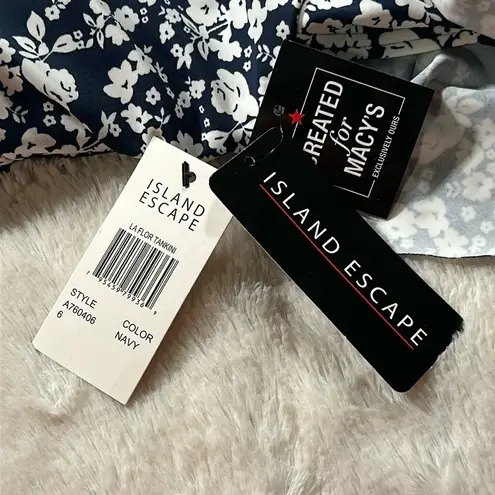 ISLAND
ESCAPE
LA FLOR TANKINI
STYLE
A760406
6
COLOR
NAVY
CREATED
for
MACY'S
EXCLUSIVELY OURS
ISLAND ESCAPE